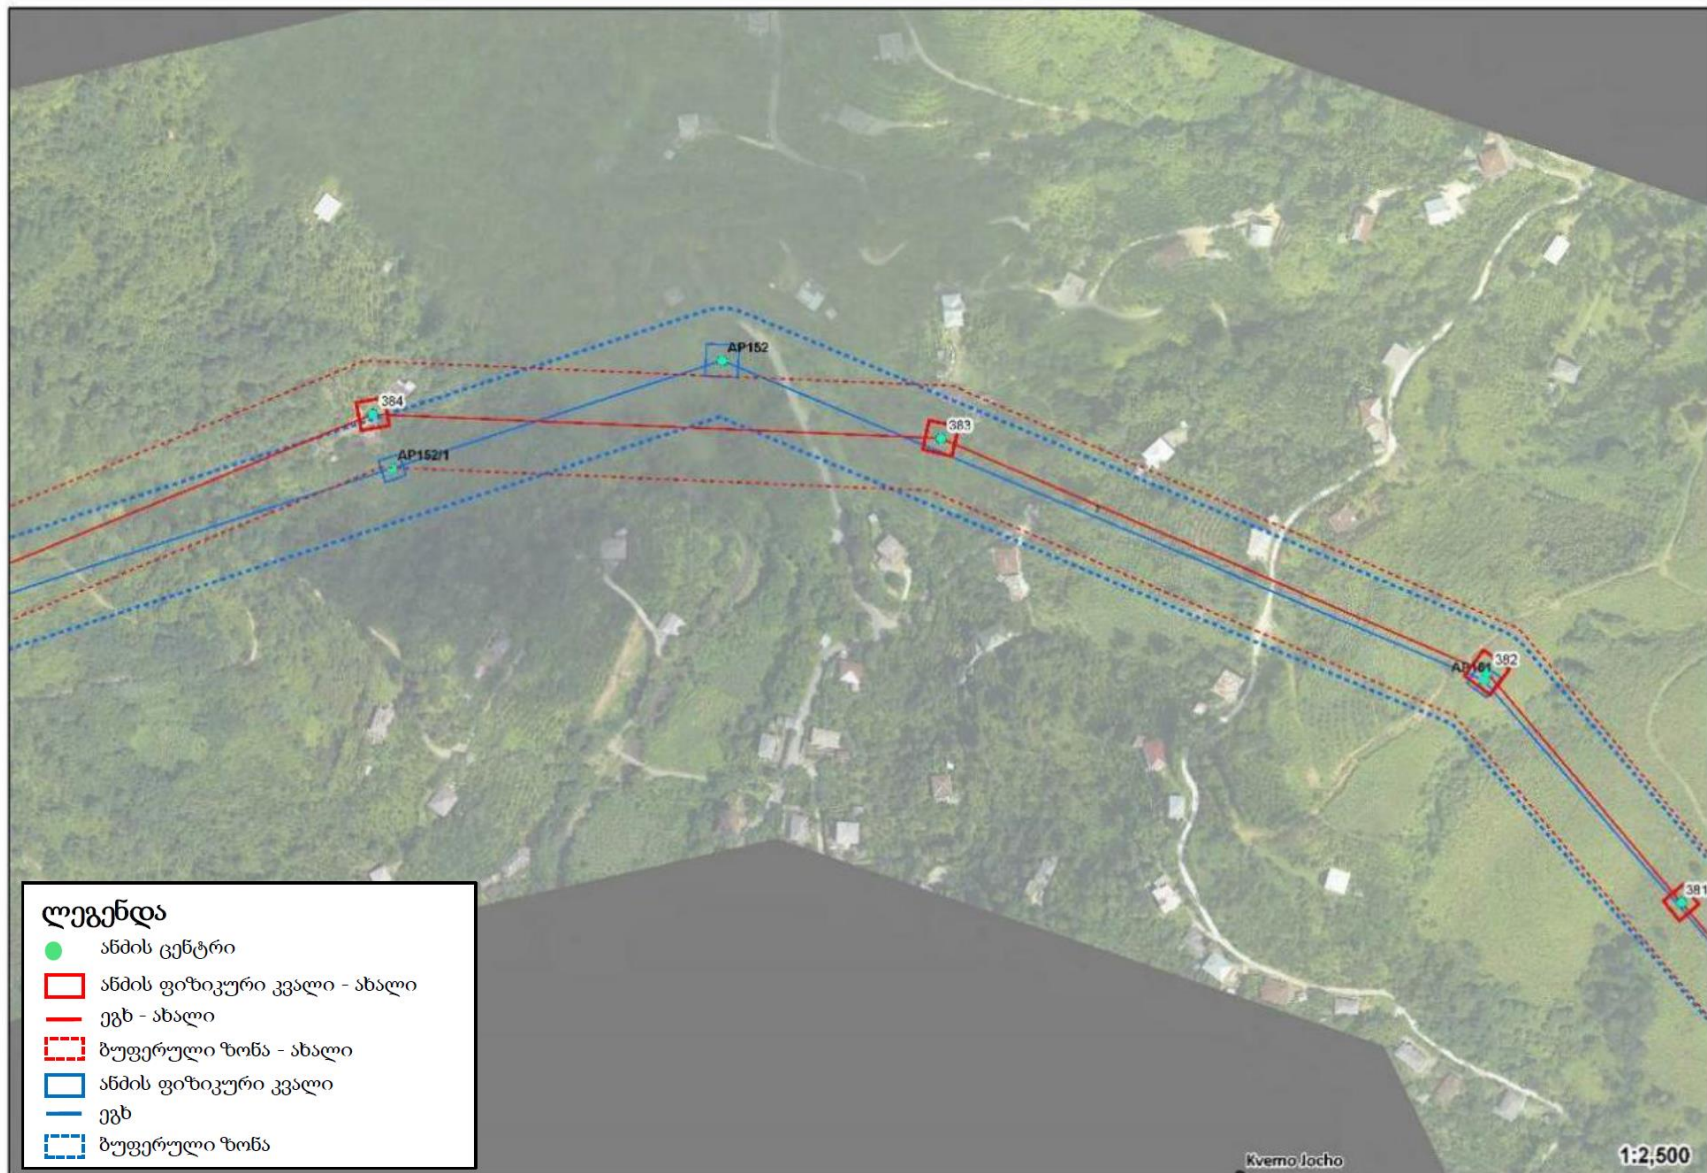 AP152
384
383
AP152/1
382
AP161
381
ლეგენდა
ანძის ცენტრი
ანძის ფიზიკური კვალი - ახალი
ეგხ - ახალი
ბუფერული ზონა - ახალი
ანძის ფიზიკური კვალი
ეგხ
ბუფერული ზონა
Kvemo Jocho
1:2,500